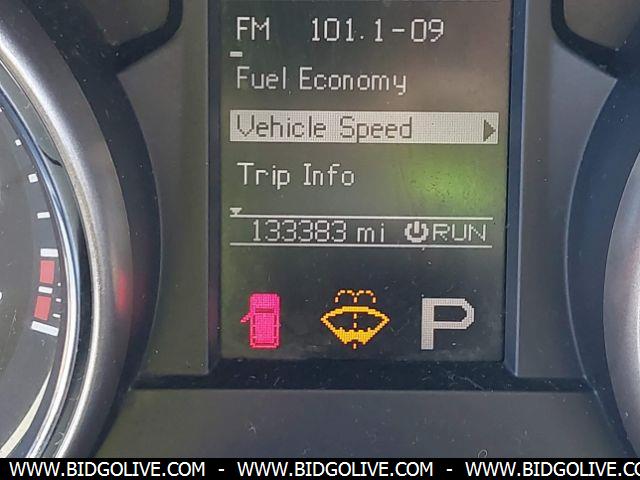 FM 101.1-09
Fuel Economy
Vehicle Speed
Trip Info
133383 mi RUN
P
WWW.BIDGOLIVE.COM - WWW.BIDGOLIVE.COM - WWW.BIDGOLIVE.COM